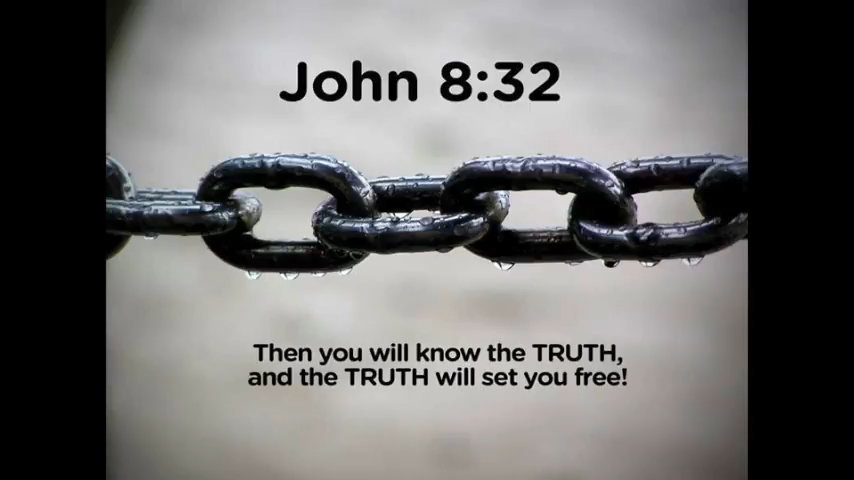 John 8:32
Then you will know the TRUTH,
and the TRUTH will set you free!